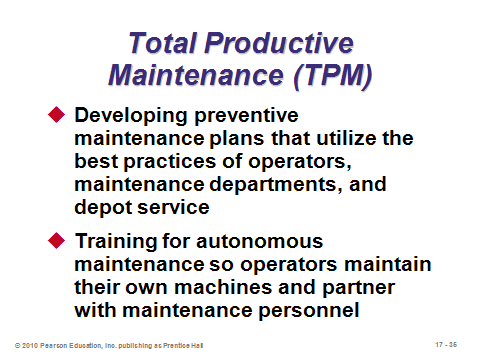 Total Productive
Maintenance (TPM)
Developing preventive
maintenance plans that utilize the
best practices of operators,
maintenance departments, and
depot service
Training for autonomous
maintenance so operators maintain
their own machines and partner
with maintenance personnel
© 2010 Pearson Education, Inc. publishing as Prentice Hall
17 - 35